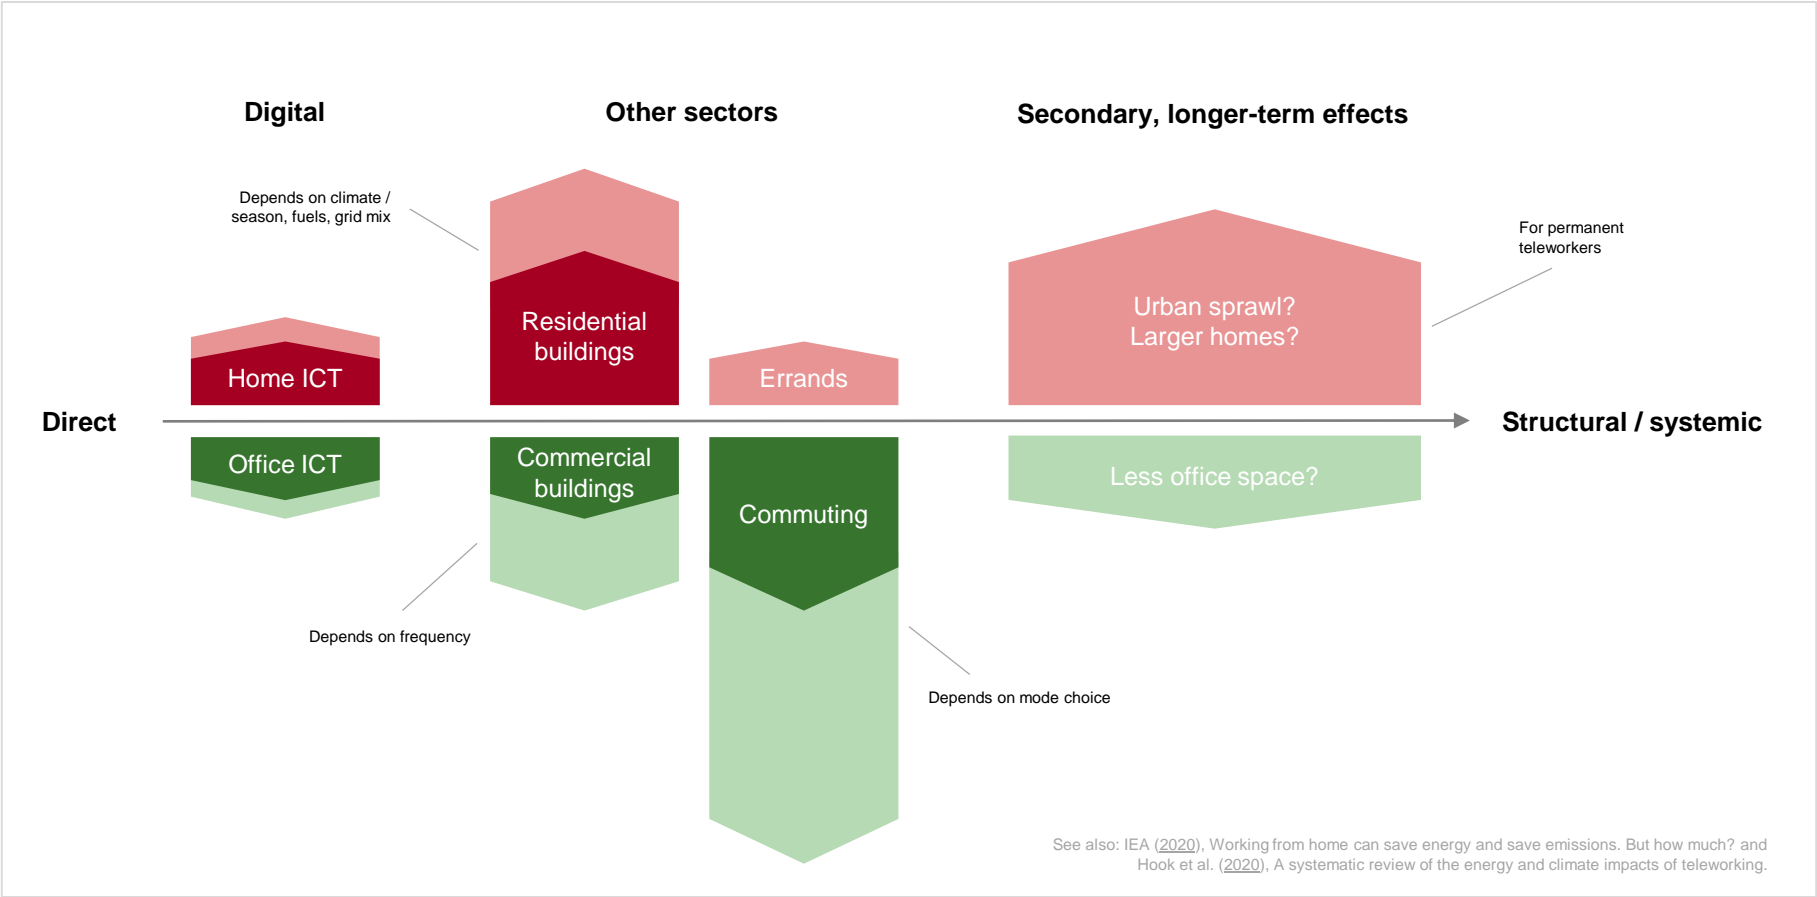 Digital
Other sectors
Secondary, longer-term effects
Depends on climate /
season, fuels, grid mix
For permanent
teleworkers
Urban sprawl?
Larger homes?
Residential
buildings
Home ICT
Errands
Direct
Structural / systemic
Office ICT
Commercial
buildings
Less office space?
Commuting
Depends on frequency
Depends on mode choice
See also: IEA (2020), Working from home can save energy and save emissions. But how much? and
Hook et al. (2020), A systematic review of the energy and climate impacts of teleworking.